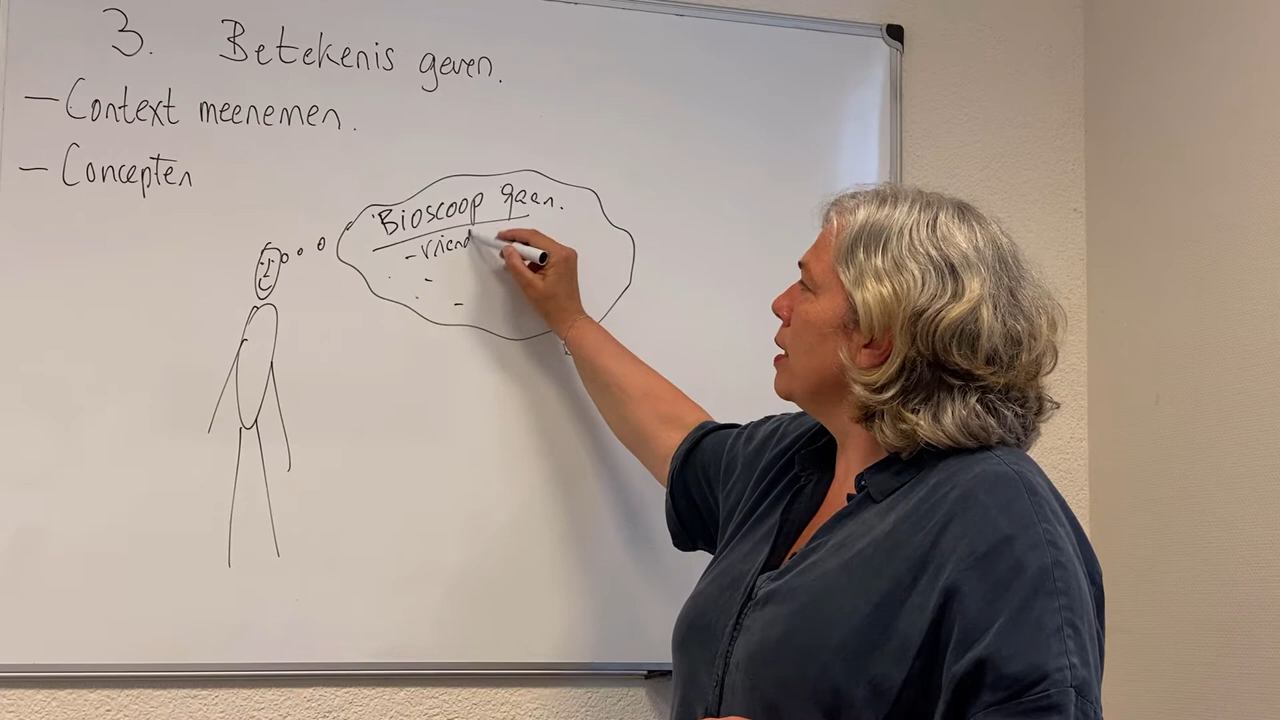 3. Betekenis geven.
- Context meenemen.
- Concepten
Bioscoop gaan.
- vriend
-
-